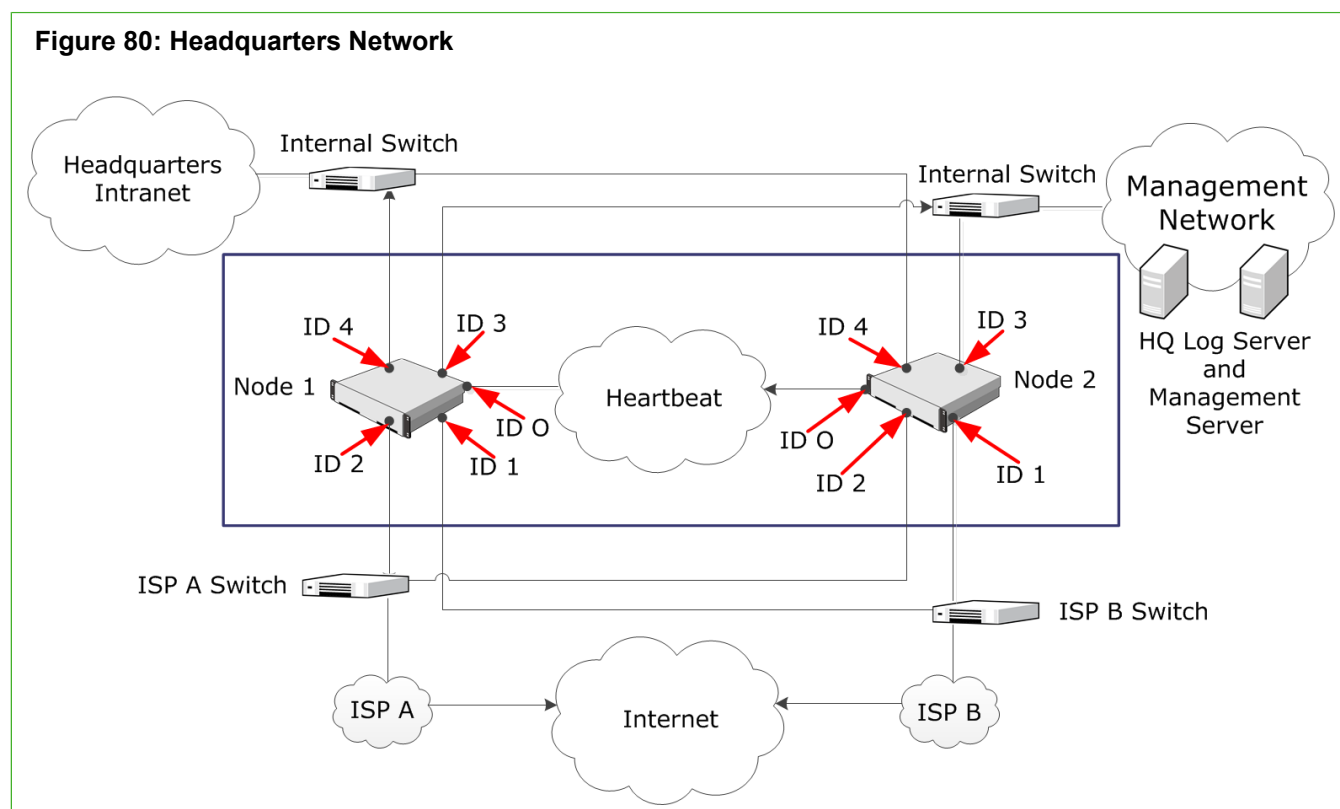 Figure 80: Headquarters Network
Internal Switch
Headquarters
Intranet
Internal Switch
Management
Network
ID 4
ID 3
ID 4
ID 3
HQ Log Server
and
Management
Server
Node 1
Heartbeat
Node 2
ID O
ID O
ID 2
ID 1
ID 2
ID 1
ISP A Switch
ISP B Switch
ISP A
Internet
ISP B